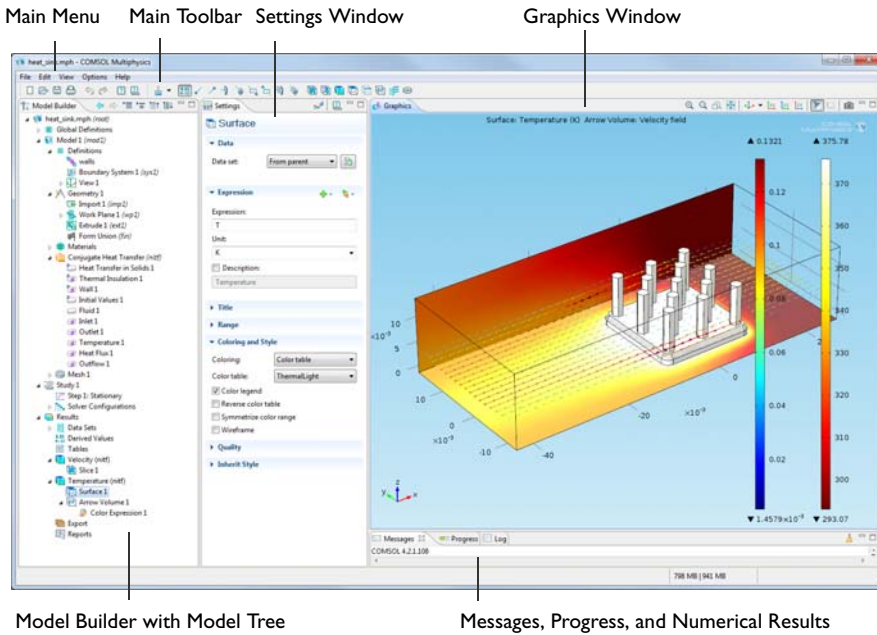 Main Menu Main Toolbar Settings Window Graphics Window
heat_sink.mph - COMSOL Multiphysics
File Edit View Options Help
Model Builder
heat_sink.mph (root)
Global Definitions
Model 1 (mod1)
Definitions
walls
Boundary System 1 (sys1)
View 1
Geometry 1
Import 1 (imp1)
Work Plane 1 (wp1)
Extrude 1 (ext1)
Form Union (fin)
Materials
Conjugate Heat Transfer (nitf)
Heat Transfer in Solids 1
Thermal Insulation 1
Wall 1
Initial Values 1
Fluid 1
Inlet 1
Outlet 1
Temperature 1
Heat Flux 1
Outflow 1
Mesh 1
Study 1
Step 1: Stationary
Solver Configurations
Results
Data Sets
Derived Values
Tables
Velocity (nitf)
Slice 1
Temperature (nitf)
Surface 1
Arrow Volume 1
Color Expression 1
Export
Reports
Settings
Surface
Data
Data set: From parent
Expression
Expression:
T
Unit:
K
Description:
Temperature
Title
Range
Coloring and Style
Coloring: Color table
Color table: ThermalLight
Color legend
Reverse color table
Symmetrize color range
Wireframe
Quality
Inherit Style
Graphics
Surface: Temperature (K) Arrow Volume: Velocity field
▲ 0.1321 ▲ 375.78
0.12
0.1
0.08
0.06
0.04
0.02
370
360
350
340
330
320
310
300
▼ 1.4579×10⁻⁸ ▼ 293.07
10
×10⁻³
5
0
10
0
×10⁻³
-10
-40
-20
×10⁻³
0
z
y
x
Messages Progress Log
COMSOL 4.2.1.108
798 MB | 941 MB
Model Builder with Model Tree Messages, Progress, and Numerical Results